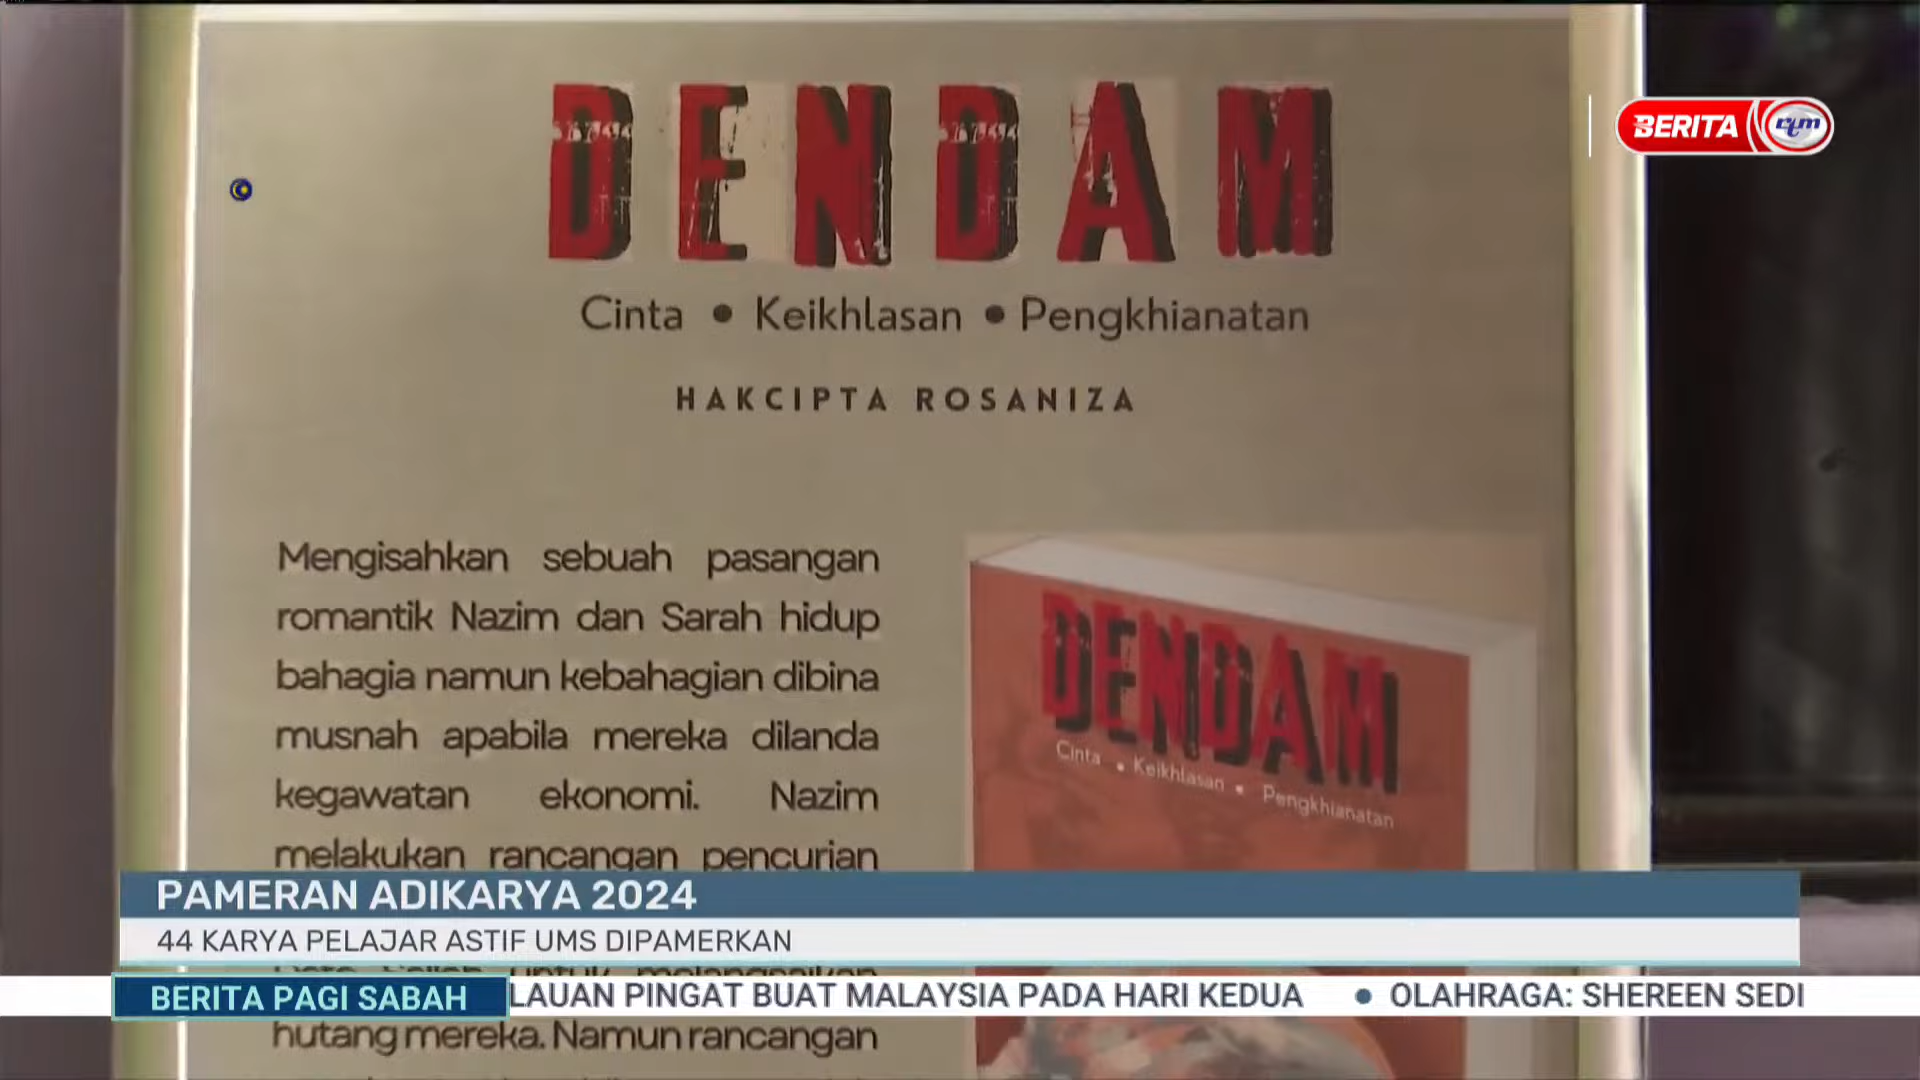 DENDAM
Cinta • Keikhlasan • Pengkhianatan
HAKCIPTA ROSANIZA
BERITA rtm
Mengisahkan sebuah pasangan
romantik Nazim dan Sarah hidup
bahagia namun kebahagian dibina
musnah apabila mereka dilanda
kegawatan ekonomi. Nazim
melakukan rancangan pencurian
untuk melangsaikan
hutang mereka. Namun rancangan
DENDAM
Cinta • Keikhlasan • Pengkhianatan
PAMERAN ADIKARYA 2024
44 KARYA PELAJAR ASTIF UMS DIPAMERKAN
BERITA PAGI SABAH
LAUAN PINGAT BUAT MALAYSIA PADA HARI KEDUA • OLAHRAGA: SHEREEN SEDI